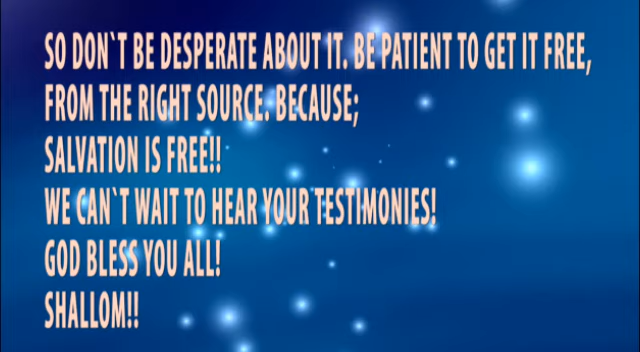 SO DON`T BE DESPERATE ABOUT IT. BE PATIENT TO GET IT FREE,
FROM THE RIGHT SOURCE. BECAUSE;
SALVATION IS FREE!!
WE CAN`T WAIT TO HEAR YOUR TESTIMONIES!
GOD BLESS YOU ALL!
SHALLOM!!